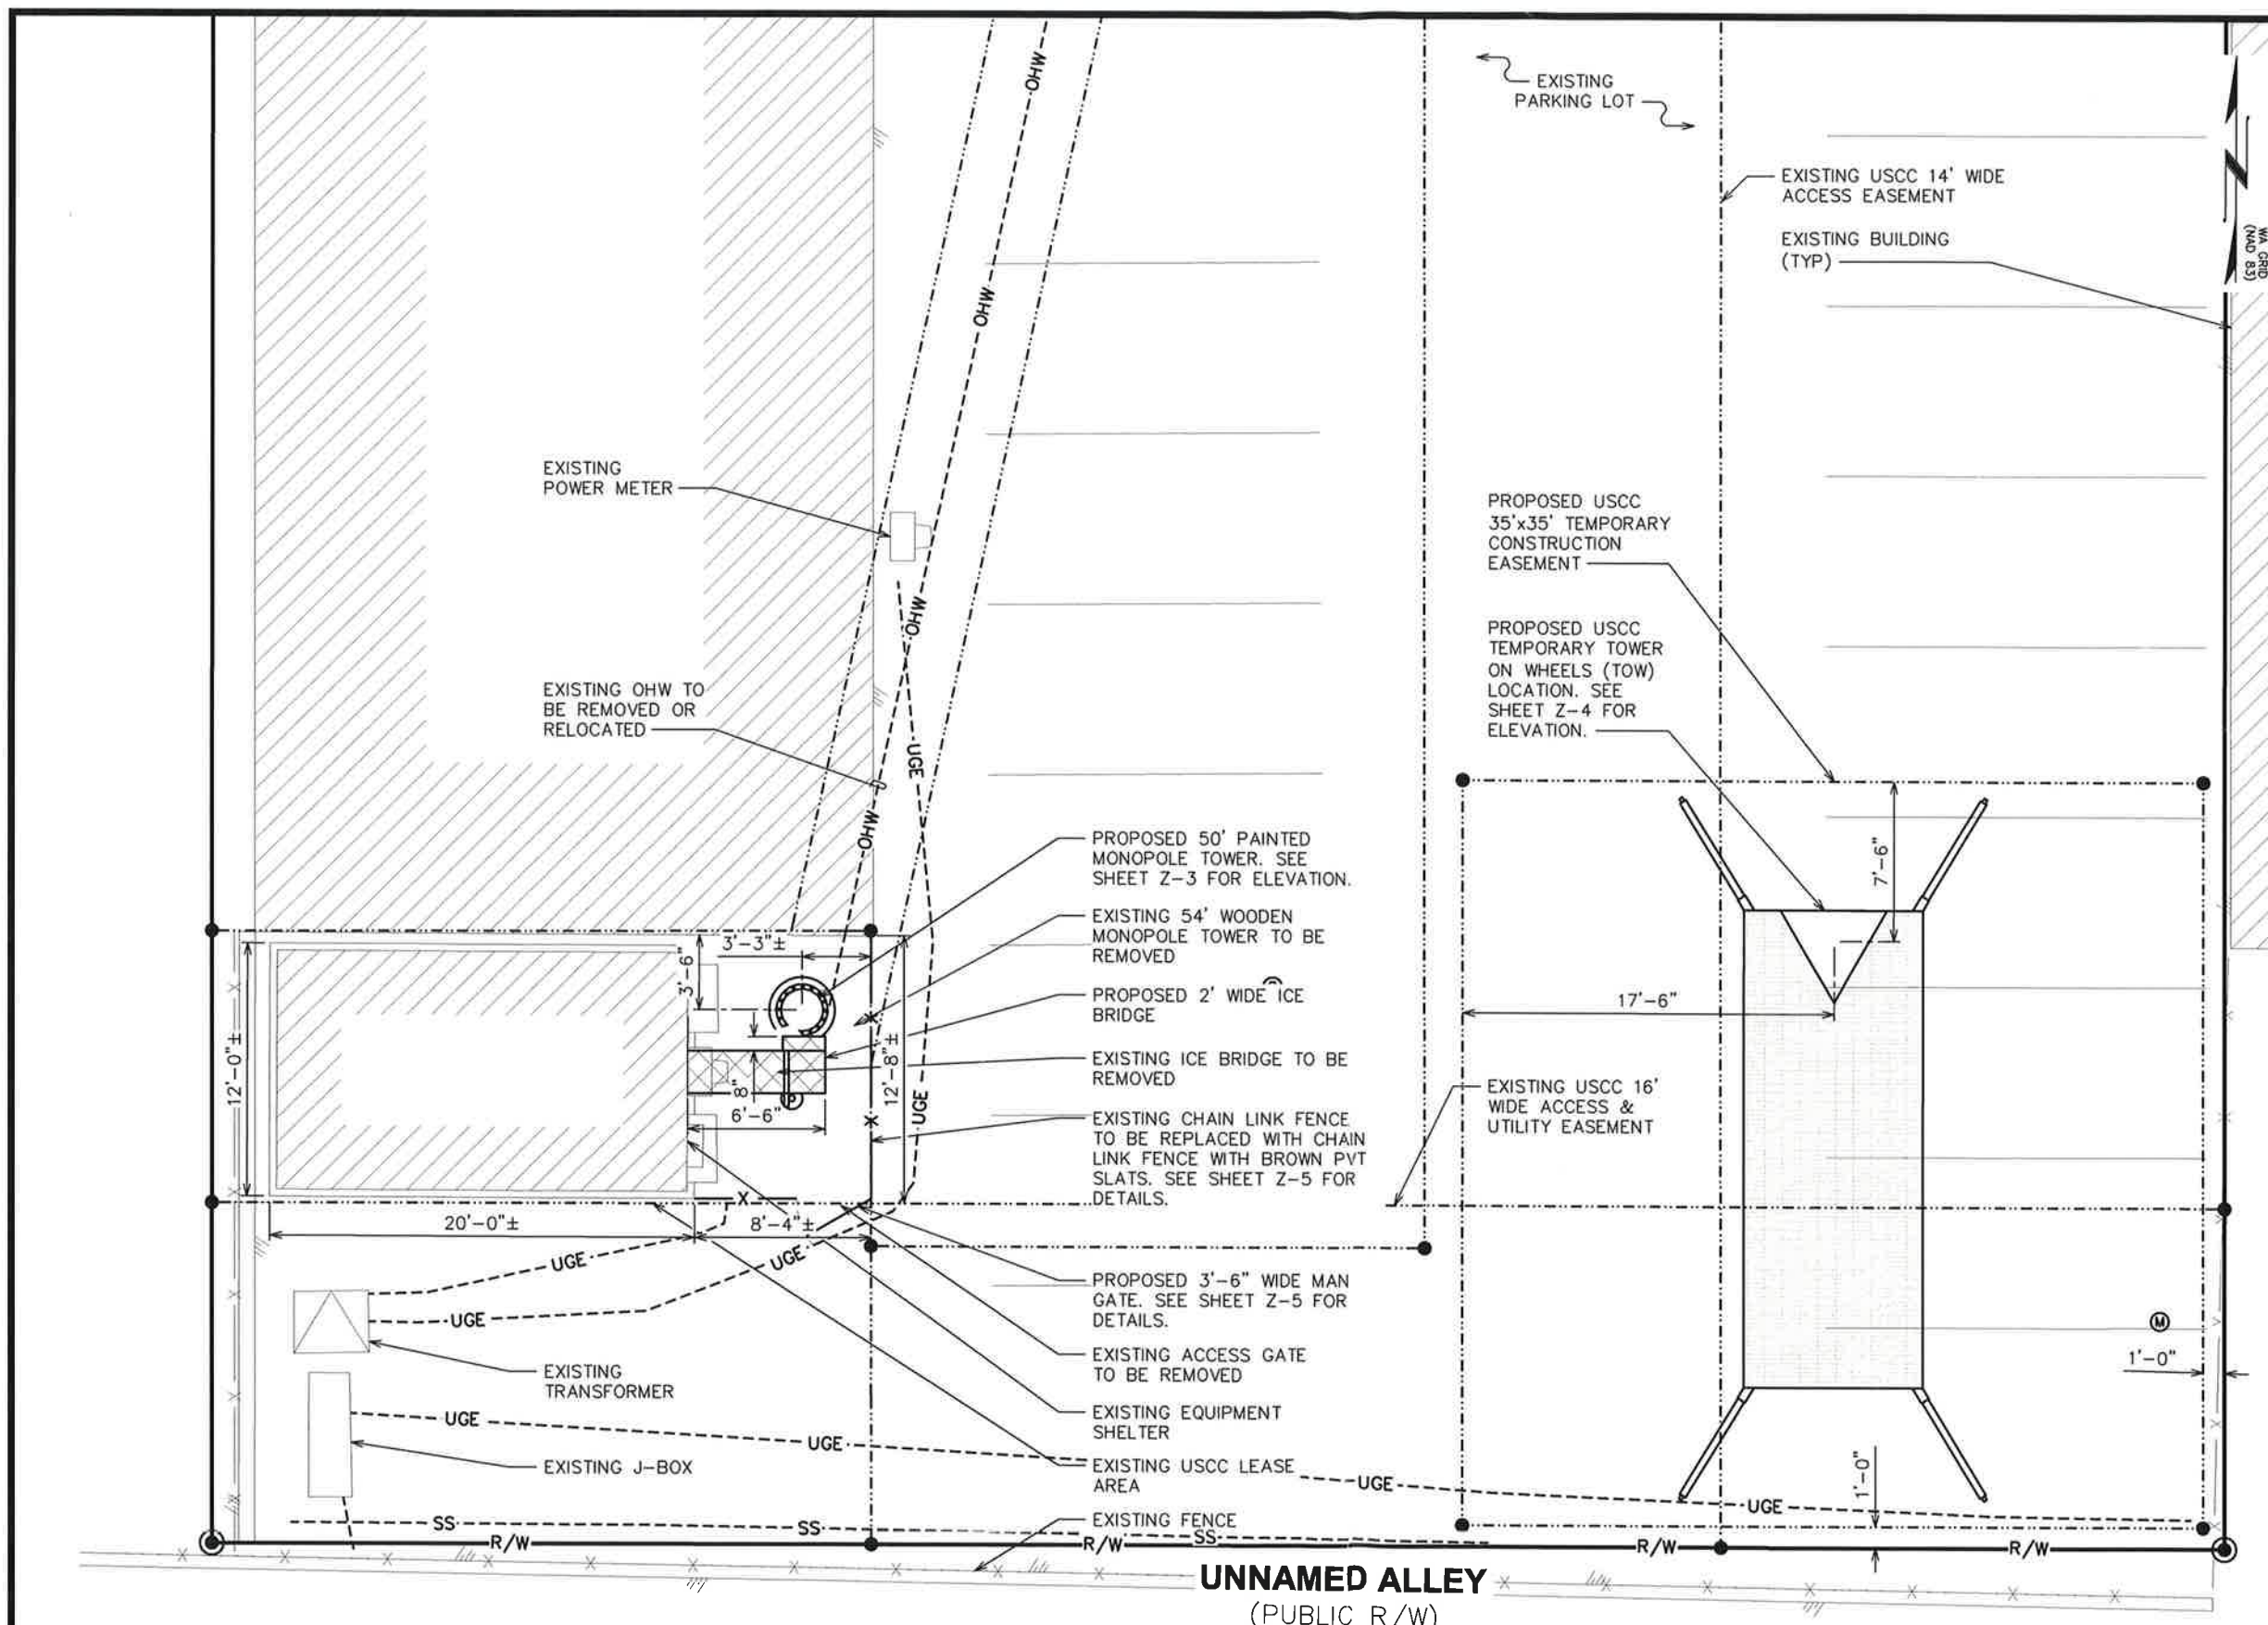 EXISTING
PARKING LOT
EXISTING USCC 14' WIDE
ACCESS EASEMENT
EXISTING BUILDING
(TYP)
N
WA GRID
(NAD 83)
OHW
OHW
OHW
OHW
EXISTING
POWER METER
EXISTING OHW TO
BE REMOVED OR
RELOCATED
UGE
PROPOSED USCC
35'x35' TEMPORARY
CONSTRUCTION
EASEMENT
PROPOSED USCC
TEMPORARY TOWER
ON WHEELS (TOW)
LOCATION. SEE
SHEET Z-4 FOR
ELEVATION.
7'-6"
17'-6"
PROPOSED 50' PAINTED
MONOPOLE TOWER. SEE
SHEET Z-3 FOR ELEVATION.
EXISTING 54' WOODEN
MONOPOLE TOWER TO BE
REMOVED
PROPOSED 2' WIDE ICE
BRIDGE
EXISTING ICE BRIDGE TO BE
REMOVED
EXISTING CHAIN LINK FENCE
TO BE REPLACED WITH CHAIN
LINK FENCE WITH BROWN PVT
SLATS. SEE SHEET Z-5 FOR
DETAILS.
3'-3"±
3'-6"
12'-0"±
12'-8"±
8"
6'-6"
P
UGE
20'-0"±
8'-4"±
X
EXISTING USCC 16'
WIDE ACCESS &
UTILITY EASEMENT
UGE
UGE
UGE
PROPOSED 3'-6" WIDE MAN
GATE. SEE SHEET Z-5 FOR
DETAILS.
EXISTING ACCESS GATE
TO BE REMOVED
EXISTING EQUIPMENT
SHELTER
EXISTING USCC LEASE
AREA
EXISTING FENCE
EXISTING
TRANSFORMER
EXISTING J-BOX
M
1'-0"
1'-0"
UGE
UGE
UGE
UGE
SS
SS
SS
R/W
R/W
R/W
R/W
UNNAMED ALLEY
(PUBLIC R/W)